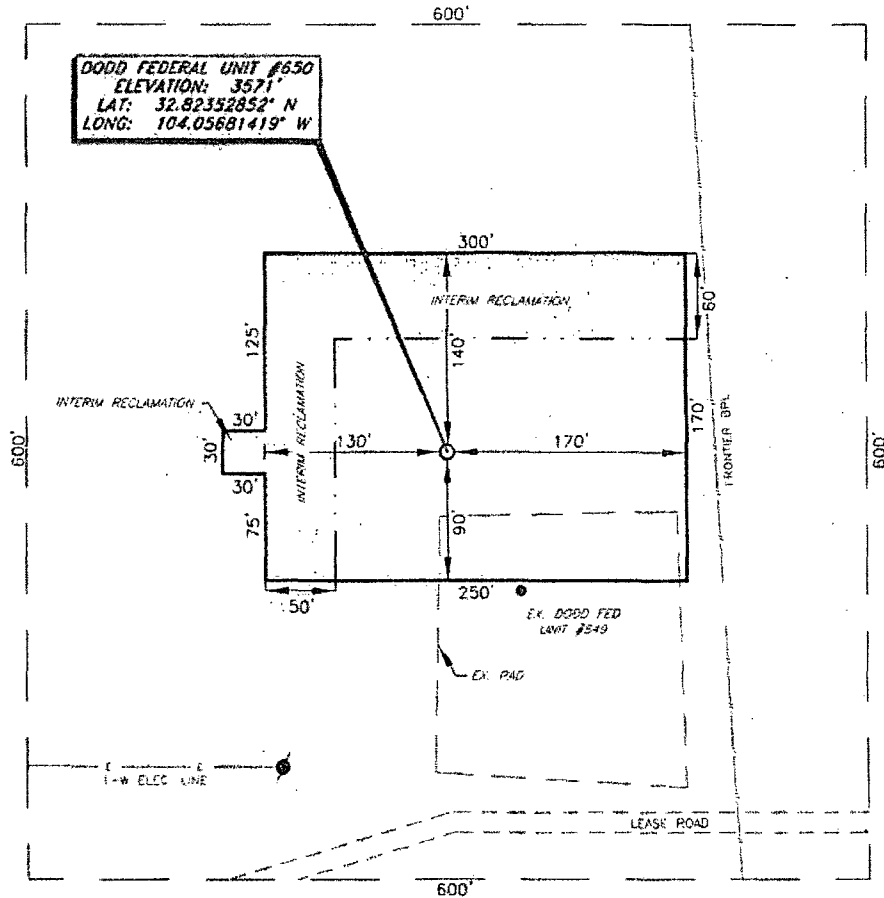 600'
DODD FEDERAL UNIT #650
ELEVATION: 3571'
LAT: 32.82352852° N
LONG: 104.05681419° W
300'
INTERIM RECLAMATION
60'
125'
140'
INTERIM RECLAMATION
INTERIM RECLAMATION
30'
30'
30'
130'
170'
170'
FRONTIER BPL
600'
600'
75'
90'
50'
250'
EX. DODD FED
UNIT #549
EX. PAD
E E
ELEC LINE
LEASE ROAD
600'